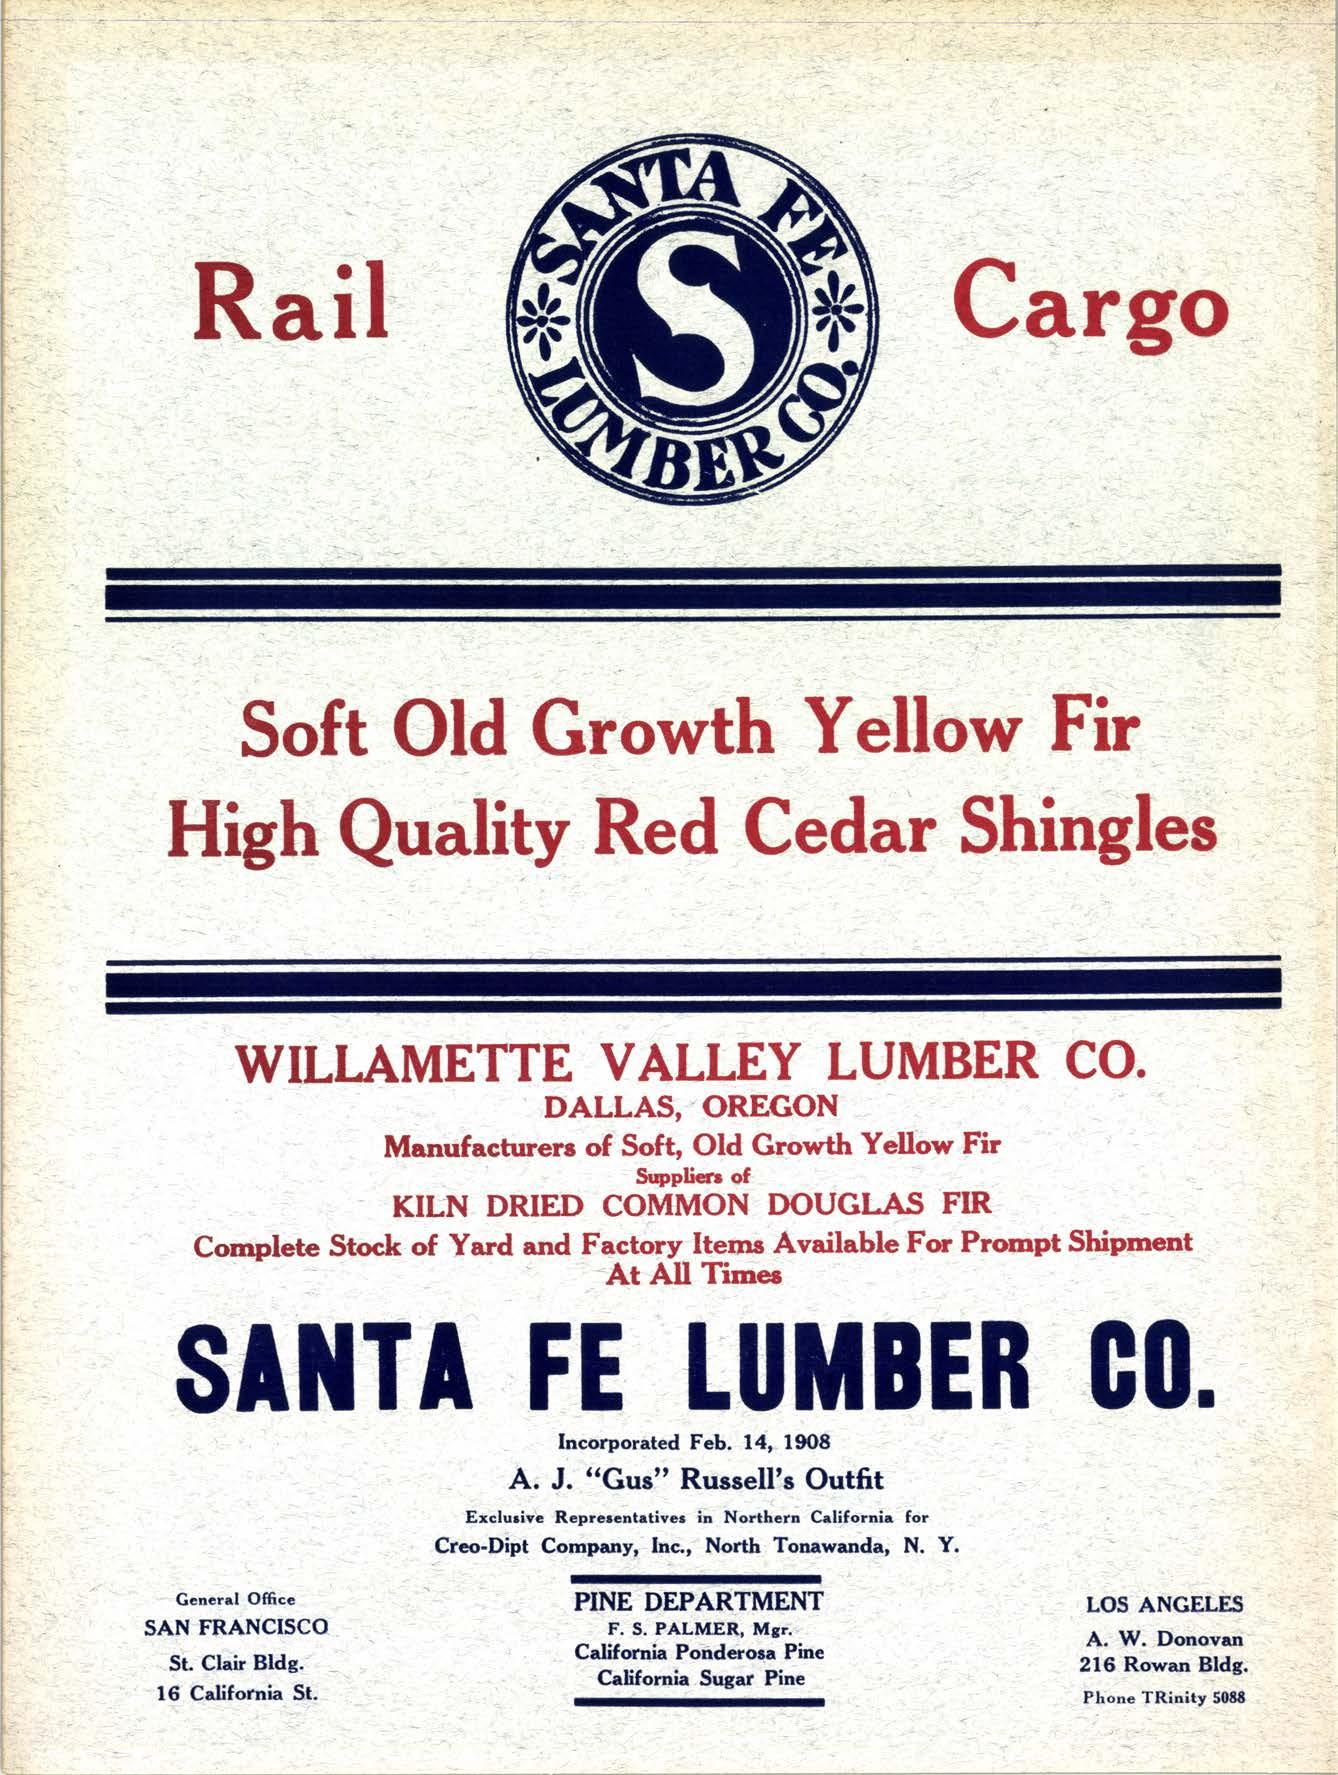 Rail
SANTA FE
S
LUMBER CO.
Cargo
Soft Old Growth Yellow Fir
High Quality Red Cedar Shingles
WILLAMETTE VALLEY LUMBER CO.
DALLAS, OREGON
Manufacturers of Soft, Old Growth Yellow Fir
Suppliers of
KILN DRIED COMMON DOUGLAS FIR
Complete Stock of Yard and Factory Items Available For Prompt Shipment
At All Times
SANTA FE LUMBER CO.
Incorporated Feb. 14, 1908
A. J. “Gus” Russell's Outfit
Exclusive Representatives in Northern California for
Creo-Dipt Company, Inc., North Tonawanda, N. Y.
General Office
SAN FRANCISCO
St. Clair Bldg.
16 California St.
PINE DEPARTMENT
F. S. PALMER, Mgr.
California Ponderosa Pine
California Sugar Pine
LOS ANGELES
A. W. Donovan
216 Rowan Bldg.
Phone TRinity 5088